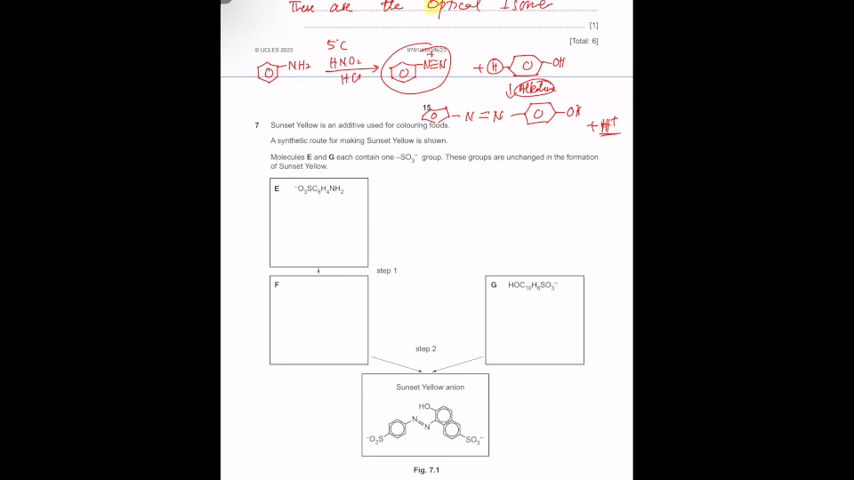 There are the Optical Isome
[1]
[Total: 6]
© UCLES 2023
5°C
NH2
HNO2
HCl
+
N≡N
+ H
OH
Alkaline
15
N = N
OH
+ H+
7 Sunset Yellow is an additive used for colouring foods.
A synthetic route for making Sunset Yellow is shown.
Molecules E and G each contain one –SO₃⁻ group. These groups are unchanged in the formation
of Sunset Yellow.
E ⁻O₃SC₆H₄NH₂
step 1
F
G HOC₁₀H₆SO₃⁻
step 2
Sunset Yellow anion
HO
N
N
⁻O₃S
SO₃⁻
Fig. 7.1